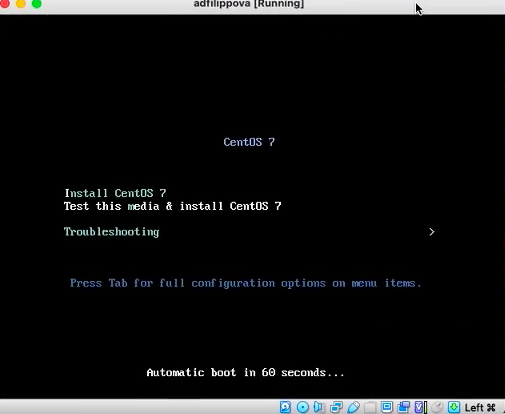 adfilippova [Running]
CentOS 7
Install CentOS 7
Test this media & install CentOS 7
Troubleshooting >
Press Tab for full configuration options on menu items.
Automatic boot in 60 seconds...
Left ⌘